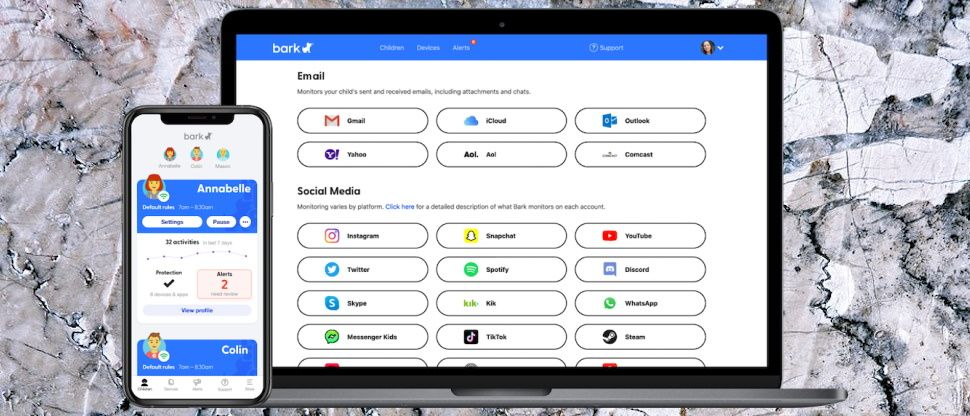 bark
Children Devices Alerts
Support
Email
Monitors your child's sent and received emails, including attachments and chats.
Gmail iCloud Outlook
Yahoo Aol. Aol Comcast
Social Media
Monitoring varies by platform. Click here for a detailed description of what Bark monitors on each account.
Instagram Snapchat YouTube
Twitter Spotify Discord
Skype kik Kik WhatsApp
Messenger Kids TikTok Steam
bark
Annabelle Colin Mason
Annabelle
Default rules 7am – 8:30am
Settings Pause
32 activities in last 7 days
Protection
8 devices & apps
Alerts
2
need review
View profile
Colin
Default rules 7am – 8:30am
Children Devices Alerts Support More